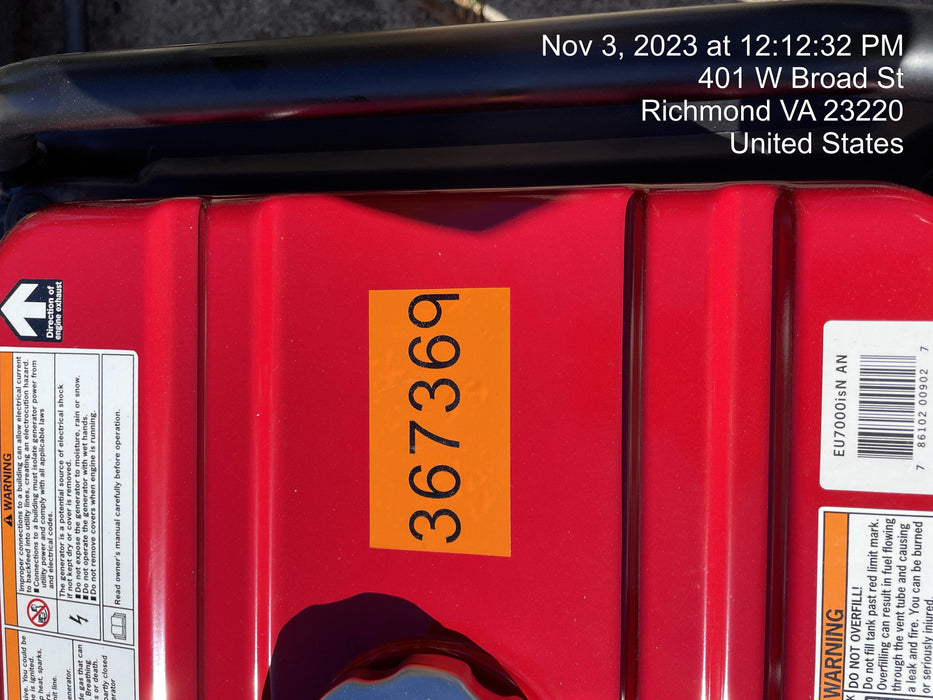 Nov 3, 2023 at 12:12:32 PM
401 W Broad St
Richmond VA 23220
United States
Direction of
engine exhaust
WARNING
Improper connections to a building can allow electrical current
to backfeed into utility lines, creating an electrocution hazard.
Connections to a building must isolate generator power from
utility power and comply with all applicable laws
and electrical codes.
The generator is a potential source of electrical shock
if not kept dry or cover is removed.
Do not expose the generator to moisture, rain or snow.
Do not operate the generator with wet hands.
Do not remove covers when engine is running.
Read owner's manual carefully before operation.
367369
EU7000isN AN
7 86102 00902 7
WARNING
DO NOT OVERFILL!
Do not fill tank past red limit mark.
Overfilling can result in fuel flowing
through the vent tube and causing
a leak and fire. You can be burned
or seriously injured.